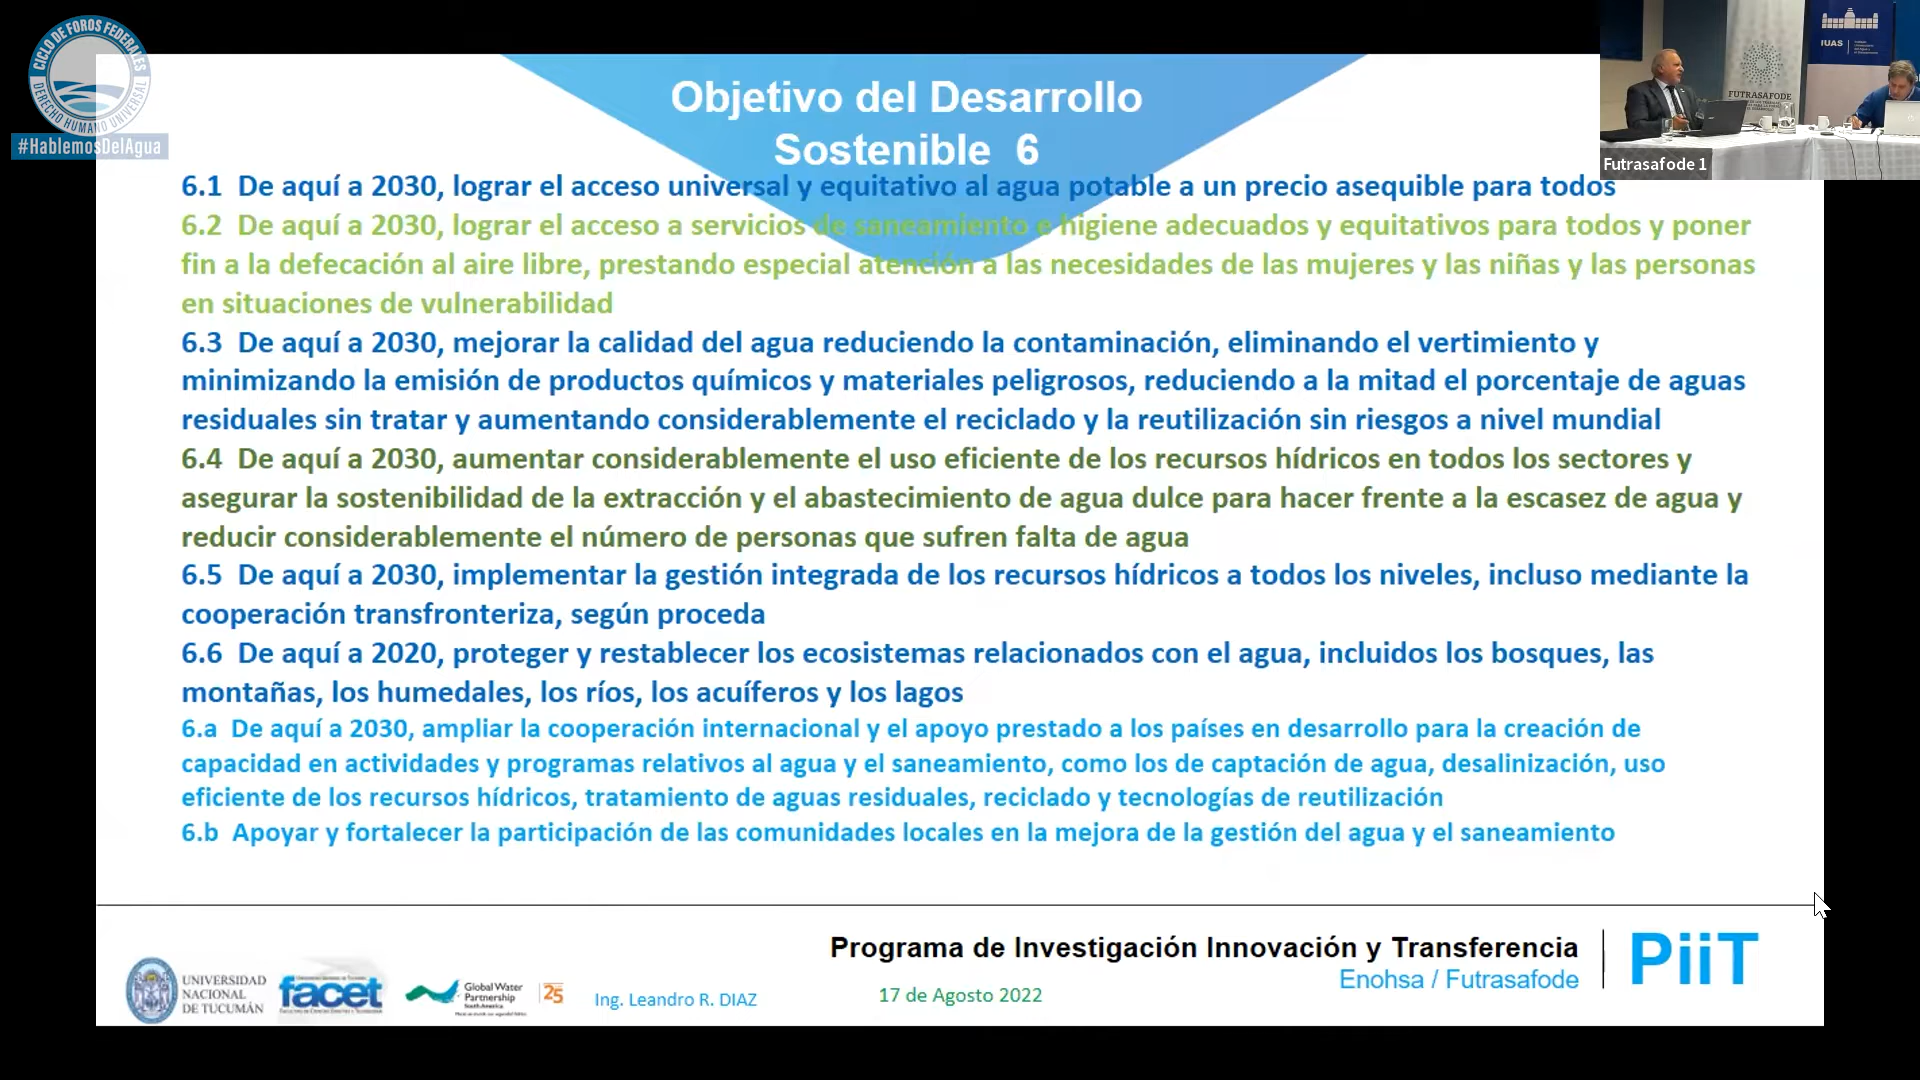 CICLO DE FOROS FEDERALES
DERECHO HUMANO UNIVERSAL
#HablemosDelAgua
Objetivo del Desarrollo
Sostenible 6
6.1 De aquí a 2030, lograr el acceso universal y equitativo al agua potable a un precio asequible para todos
6.2 De aquí a 2030, lograr el acceso a servicios de saneamiento e higiene adecuados y equitativos para todos y poner
fin a la defecación al aire libre, prestando especial atención a las necesidades de las mujeres y las niñas y las personas
en situaciones de vulnerabilidad
6.3 De aquí a 2030, mejorar la calidad del agua reduciendo la contaminación, eliminando el vertimiento y
minimizando la emisión de productos químicos y materiales peligrosos, reduciendo a la mitad el porcentaje de aguas
residuales sin tratar y aumentando considerablemente el reciclado y la reutilización sin riesgos a nivel mundial
6.4 De aquí a 2030, aumentar considerablemente el uso eficiente de los recursos hídricos en todos los sectores y
asegurar la sostenibilidad de la extracción y el abastecimiento de agua dulce para hacer frente a la escasez de agua y
reducir considerablemente el número de personas que sufren falta de agua
6.5 De aquí a 2030, implementar la gestión integrada de los recursos hídricos a todos los niveles, incluso mediante la
cooperación transfronteriza, según proceda
6.6 De aquí a 2020, proteger y restablecer los ecosistemas relacionados con el agua, incluidos los bosques, las
montañas, los humedales, los ríos, los acuíferos y los lagos
6.a De aquí a 2030, ampliar la cooperación internacional y el apoyo prestado a los países en desarrollo para la creación de
capacidad en actividades y programas relativos al agua y el saneamiento, como los de captación de agua, desalinización, uso
eficiente de los recursos hídricos, tratamiento de aguas residuales, reciclado y tecnologías de reutilización
6.b Apoyar y fortalecer la participación de las comunidades locales en la mejora de la gestión del agua y el saneamiento
FUTRASAFODE
IUAS
Futrasafode 1
UNIVERSIDAD
NACIONAL
DE TUCUMÁN
facet
Global Water
Partnership
South America
25
Ing. Leandro R. DIAZ
17 de Agosto 2022
Programa de Investigación Innovación y Transferencia
Enohsa / Futrasafode
PiiT